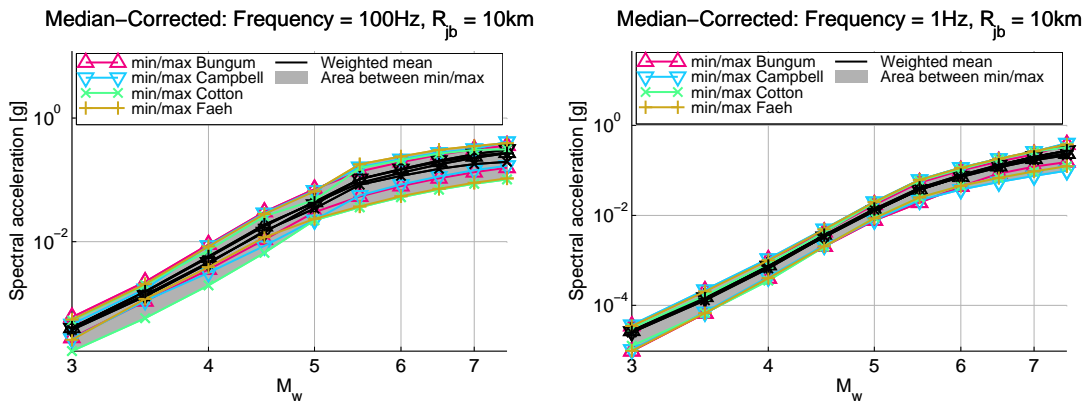 Median−Corrected: Frequency = 100Hz, R_jb = 10km
min/max Bungum
min/max Campbell
min/max Cotton
min/max Faeh
Weighted mean
Area between min/max
10^0
10^−2
Spectral acceleration [g]
3 4 5 6 7
M_w
Median−Corrected: Frequency = 1Hz, R_jb = 10km
min/max Bungum
min/max Campbell
min/max Cotton
min/max Faeh
Weighted mean
Area between min/max
10^0
10^−2
10^−4
Spectral acceleration [g]
3 4 5 6 7
M_w